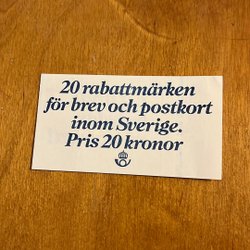 20 rabattmärken
för brev och postkort
inom Sverige.
Pris 20 kronor